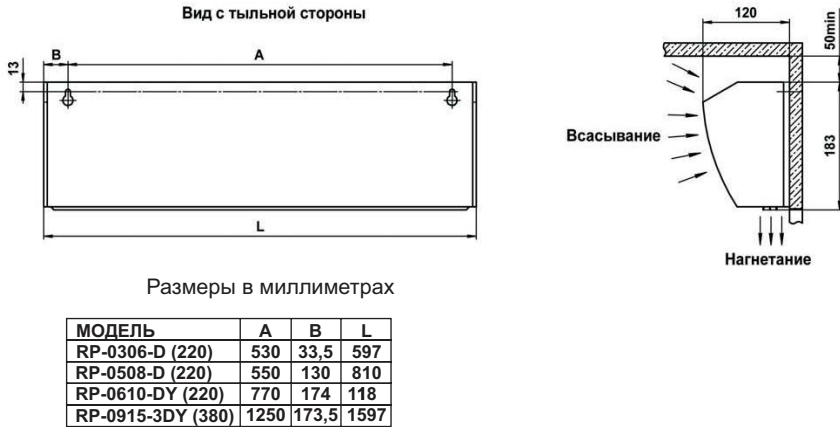 Вид с тыльной стороны
B
A
13
L
120
50min
Всасывание
183
Нагнетание
Размеры в миллиметрах
МОДЕЛЬ A B L
RP-0306-D (220) 530 33,5 597
RP-0508-D (220) 550 130 810
RP-0610-DY (220) 770 174 118
RP-0915-3DY (380) 1250 173,5 1597